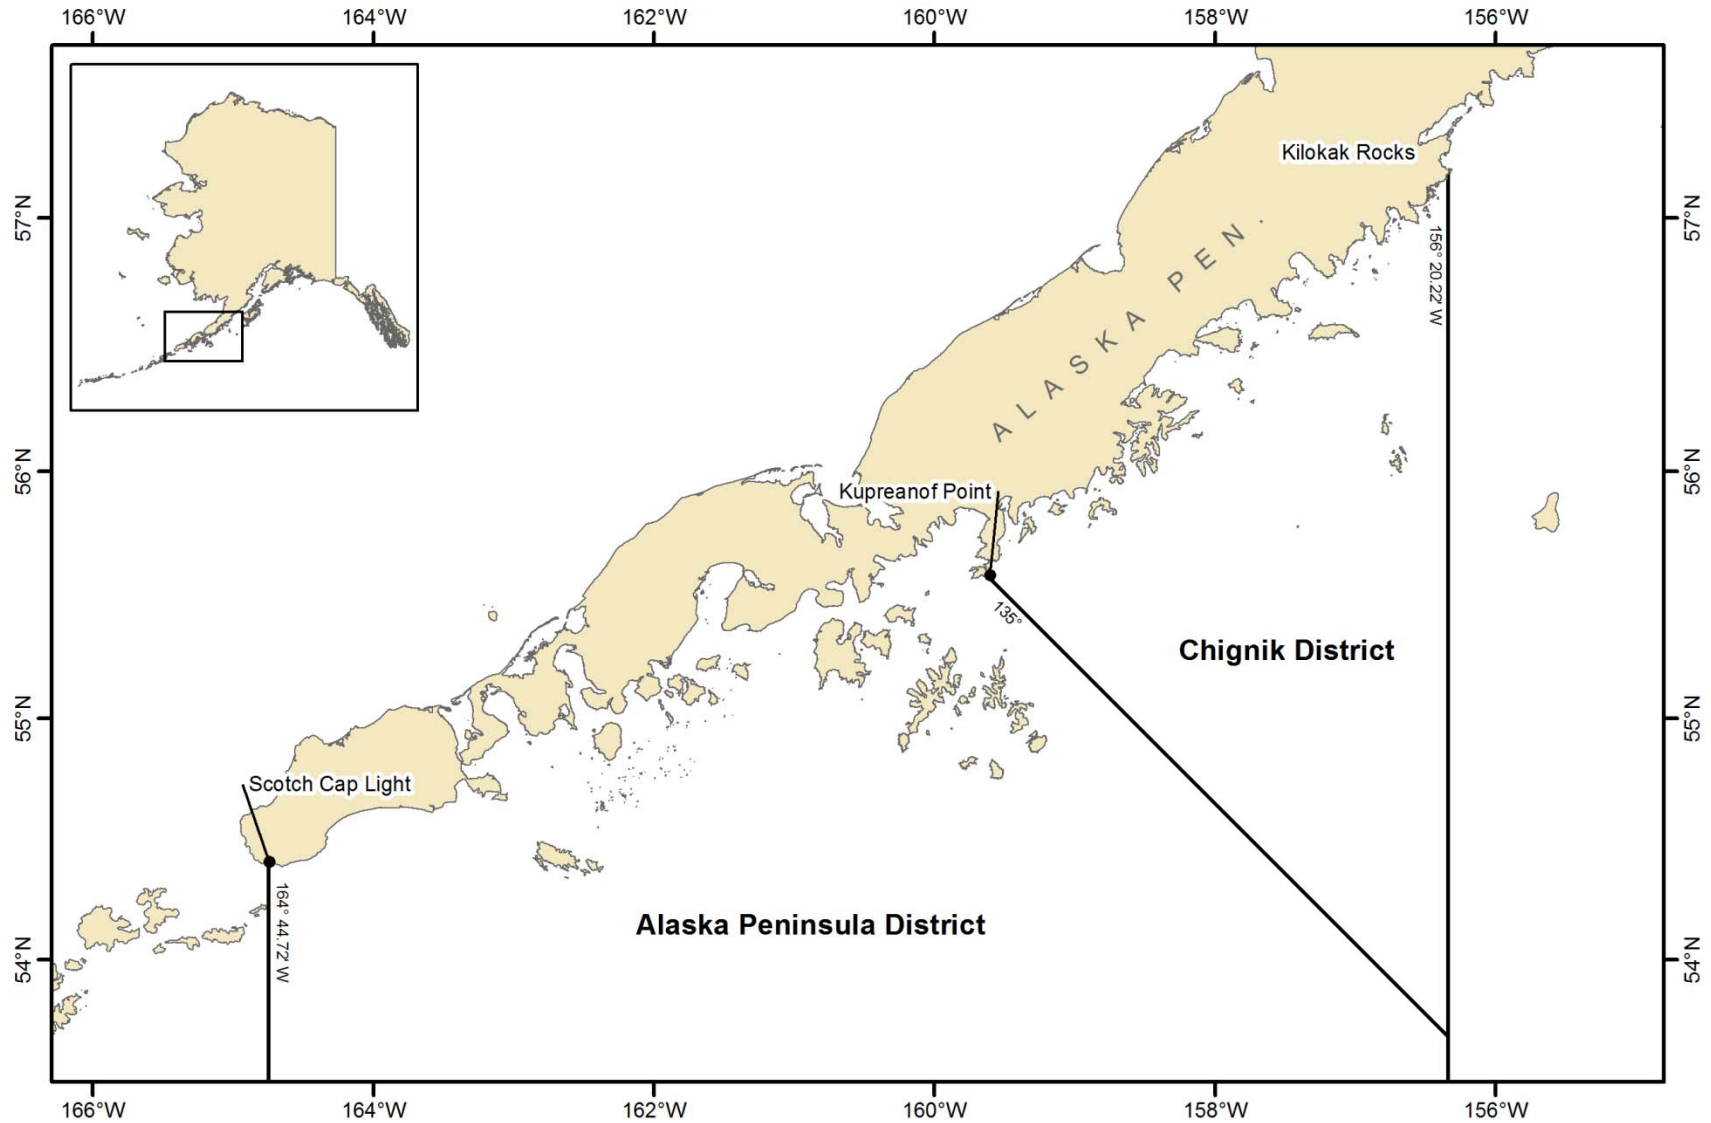 166°W
164°W
162°W
160°W
158°W
156°W
57°N
56°N
55°N
54°N
57°N
56°N
55°N
54°N
Kilokak Rocks
156° 20.22' W
ALASKA PEN.
Kupreanof Point
135°
Chignik District
Scotch Cap Light
164° 44.72' W
Alaska Peninsula District
166°W
164°W
162°W
160°W
158°W
156°W